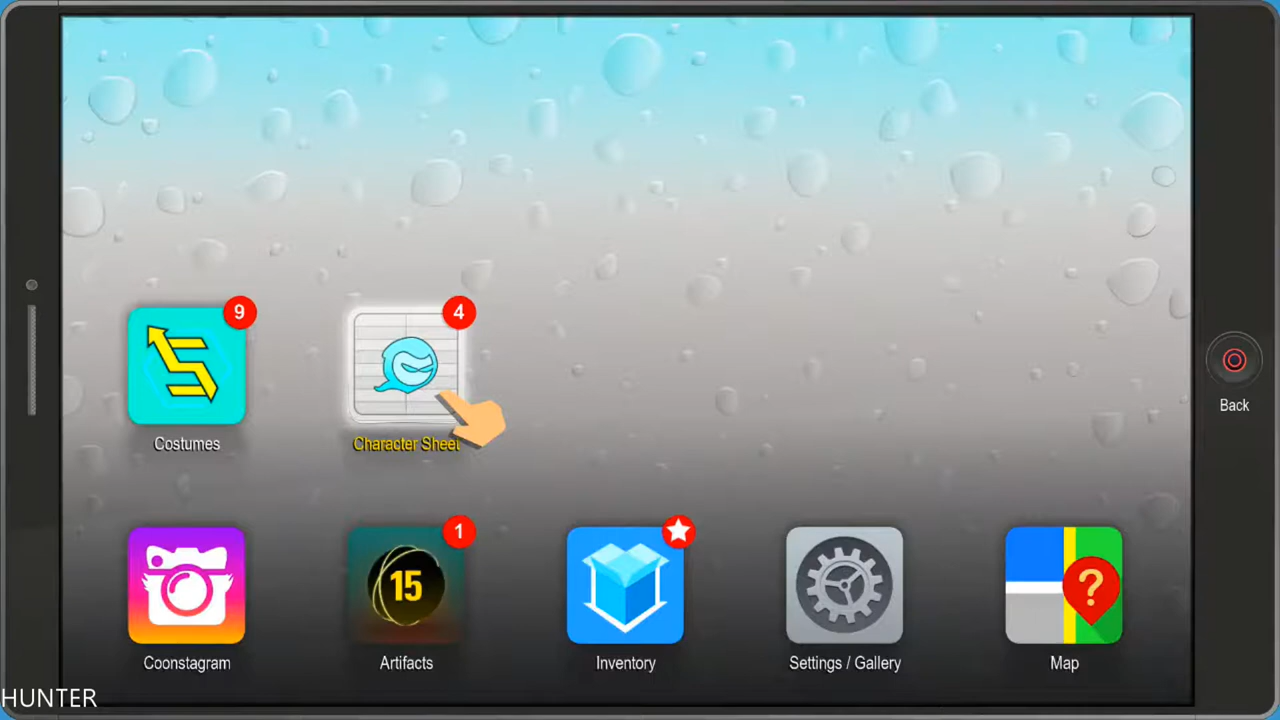 9
4
Costumes
Character Sheet
Back
1
15
?
Coonstagram
Artifacts
Inventory
Settings / Gallery
Map
HUNTER